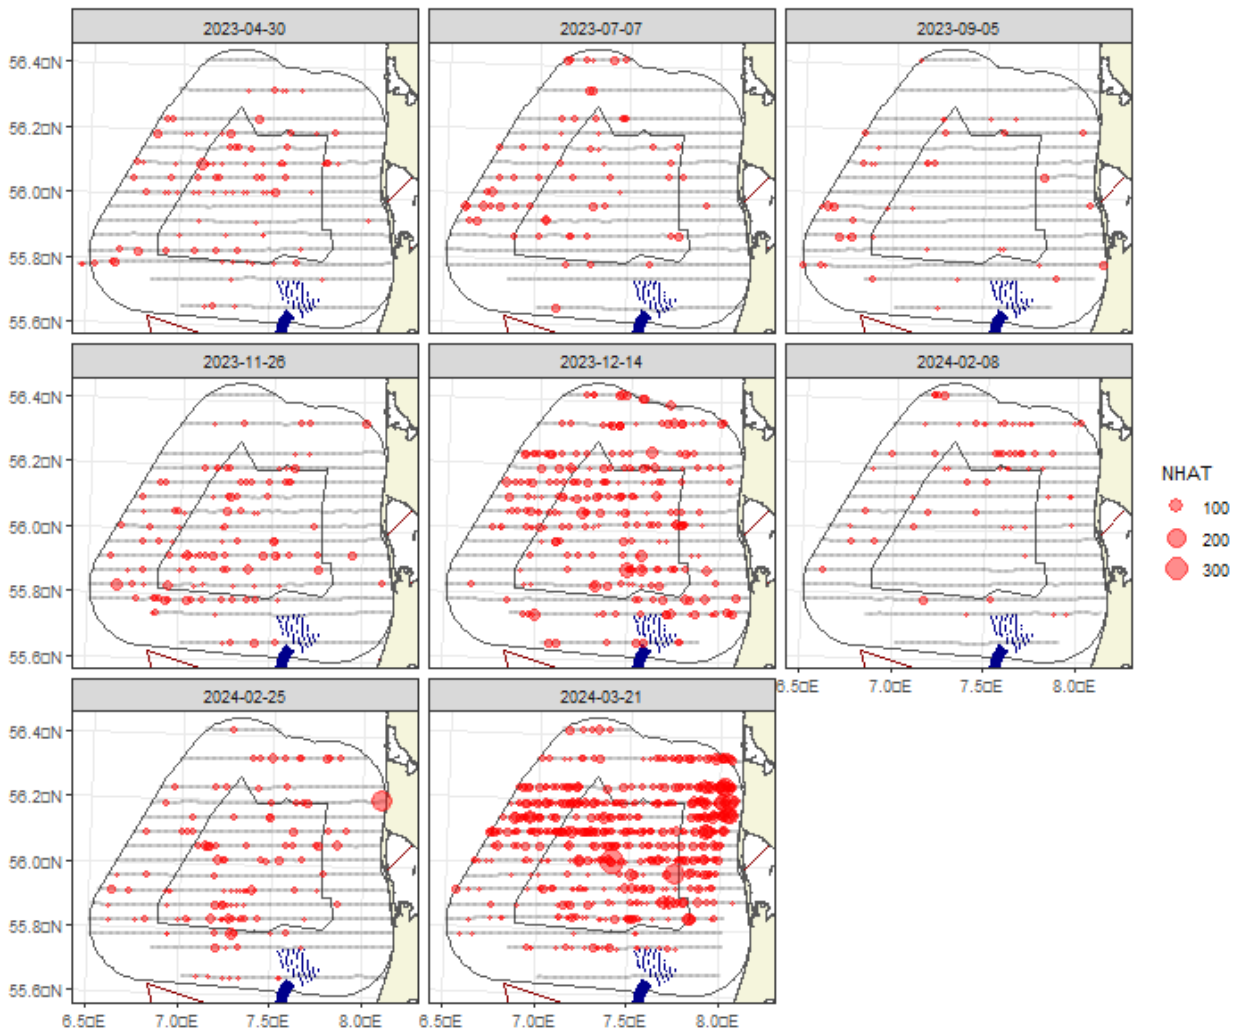 2023-04-30
2023-07-07
2023-09-05
56.4□N
56.2□N
56.0□N
55.8□N
55.6□N
2023-11-26
2023-12-14
2024-02-08
56.4□N
56.2□N
56.0□N
55.8□N
55.6□N
6.5□E 7.0□E 7.5□E 8.0□E
NHAT
100
200
300
2024-02-25
2024-03-21
56.4□N
56.2□N
56.0□N
55.8□N
55.6□N
6.5□E 7.0□E 7.5□E 8.0□E
6.5□E 7.0□E 7.5□E 8.0□E